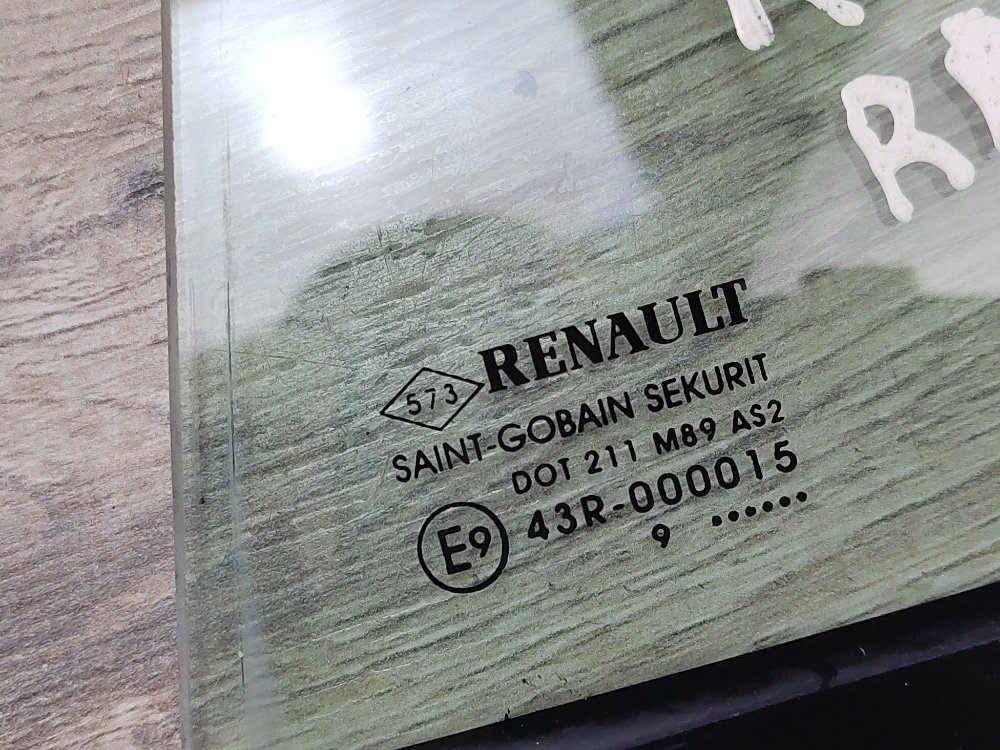 R
573 RENAULT
SAINT-GOBAIN SEKURIT
DOT 211 M89 AS2
E9 43R-000015
9 ••••••